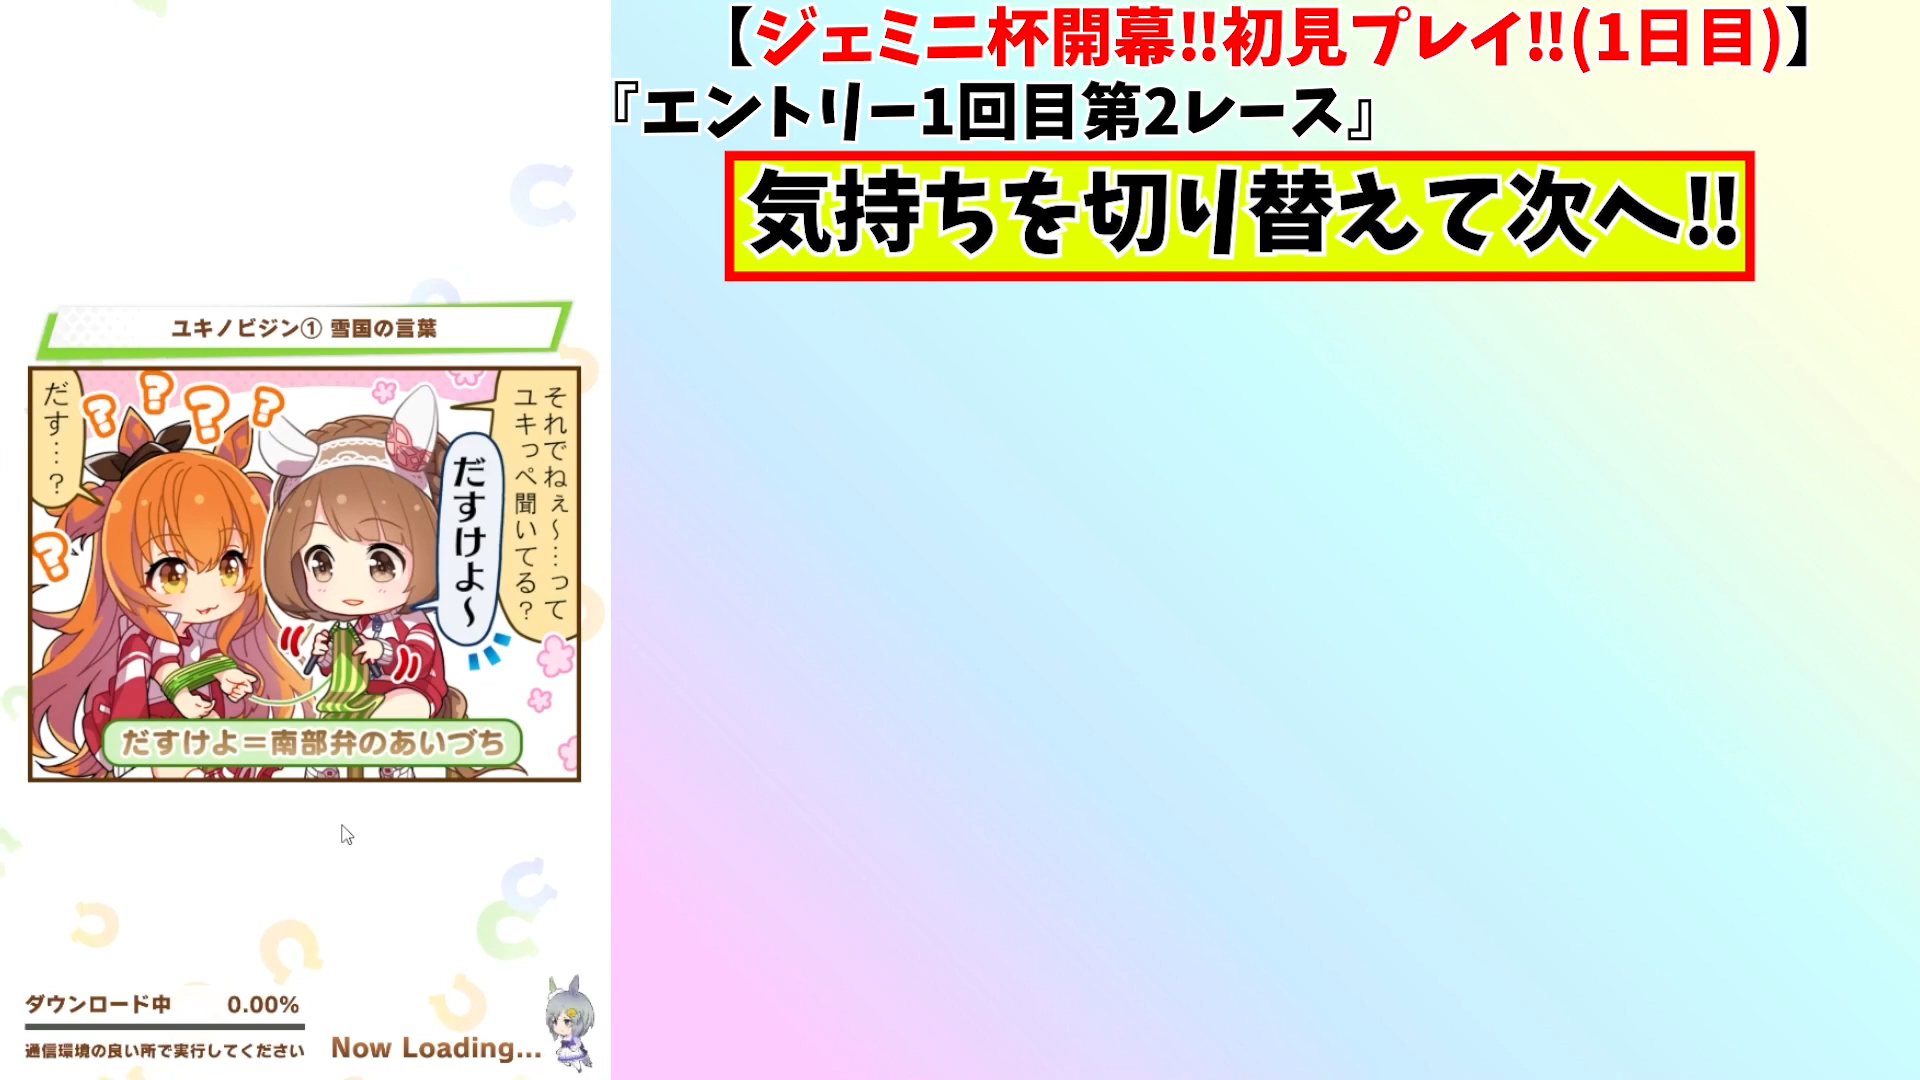 【ジェミニ杯開幕!!初見プレイ!!(1日目)】
『エントリー1回目第2レース』
気持ちを切り替えて次へ!!
ユキノビジン① 雪国の言葉
それでねぇ～…って
ユキっぺ聞いてる?
だすけよ～
だす…?
だすけよ＝南部弁のあいづち
ダウンロード中 0.00%
通信環境の良い所で実行してください
Now Loading...